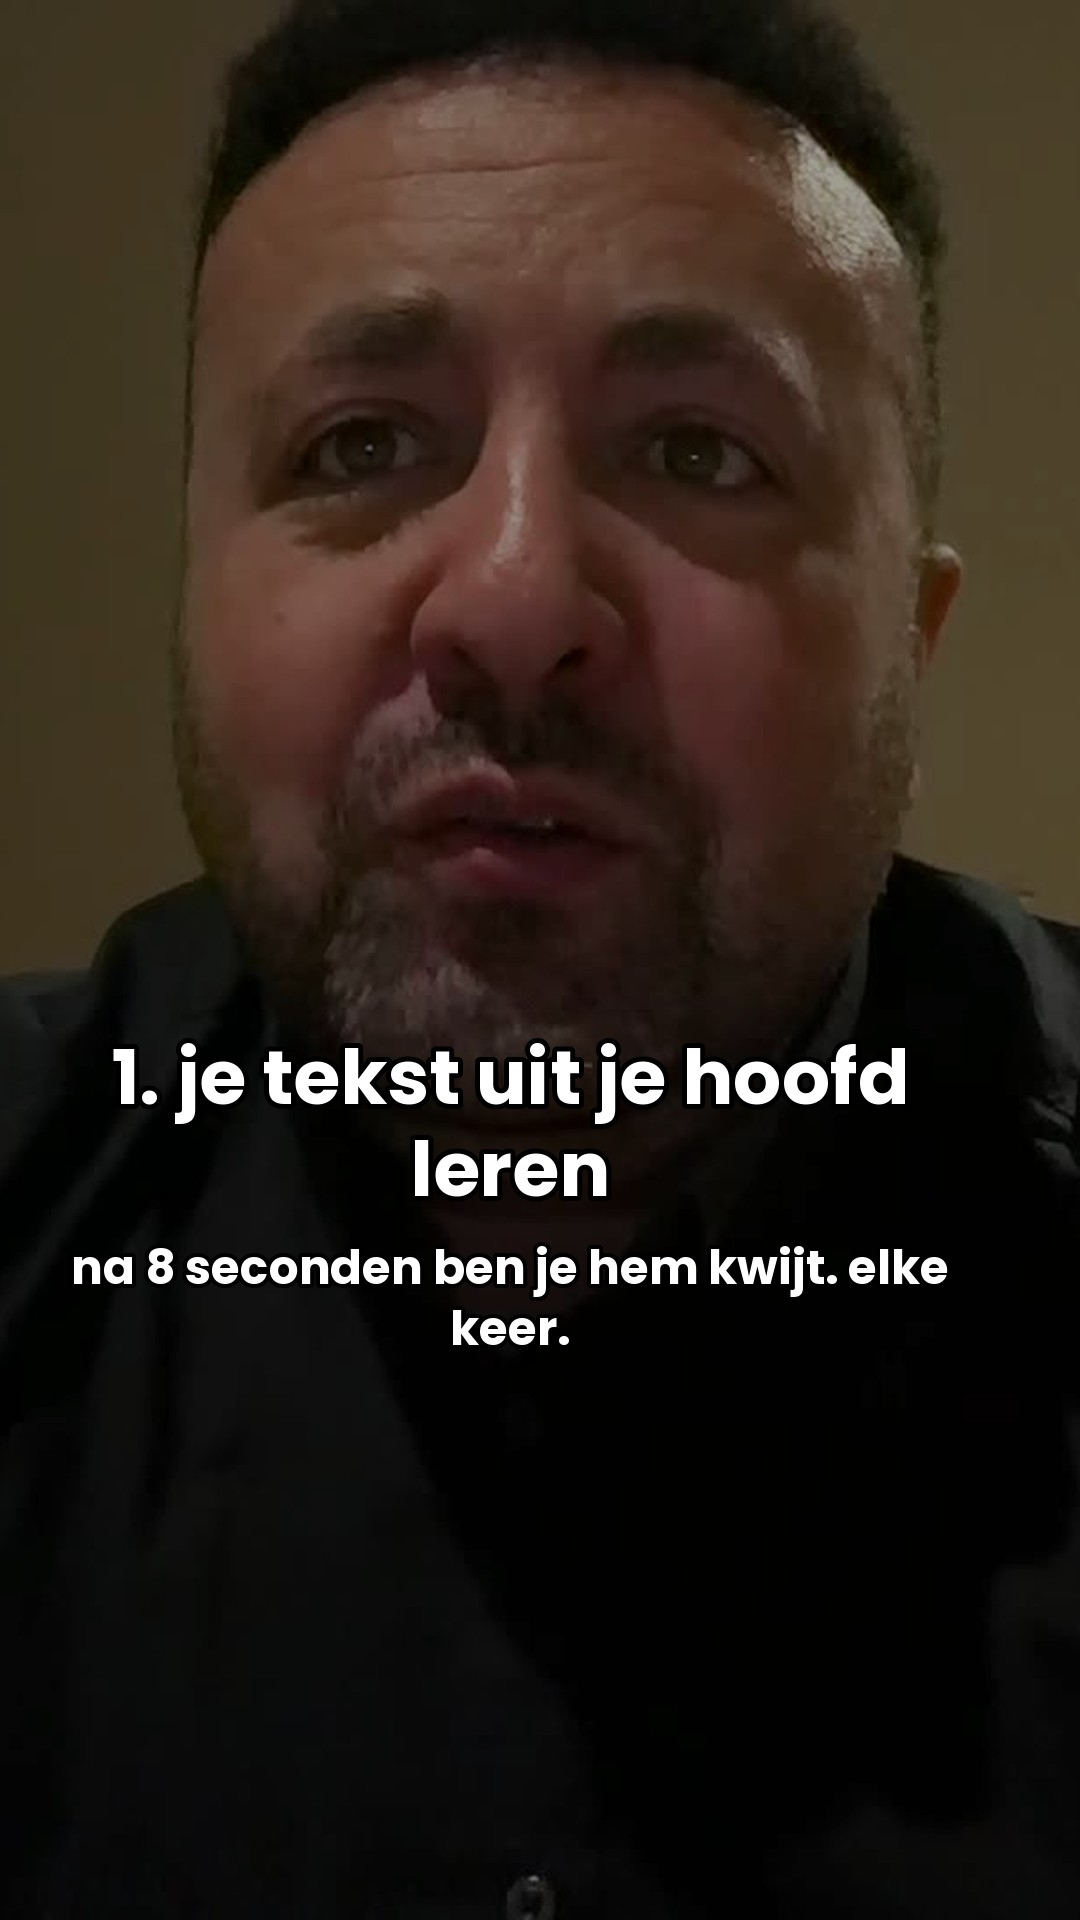 1. je tekst uit je hoofd
leren
na 8 seconden ben je hem kwijt. elke
keer.